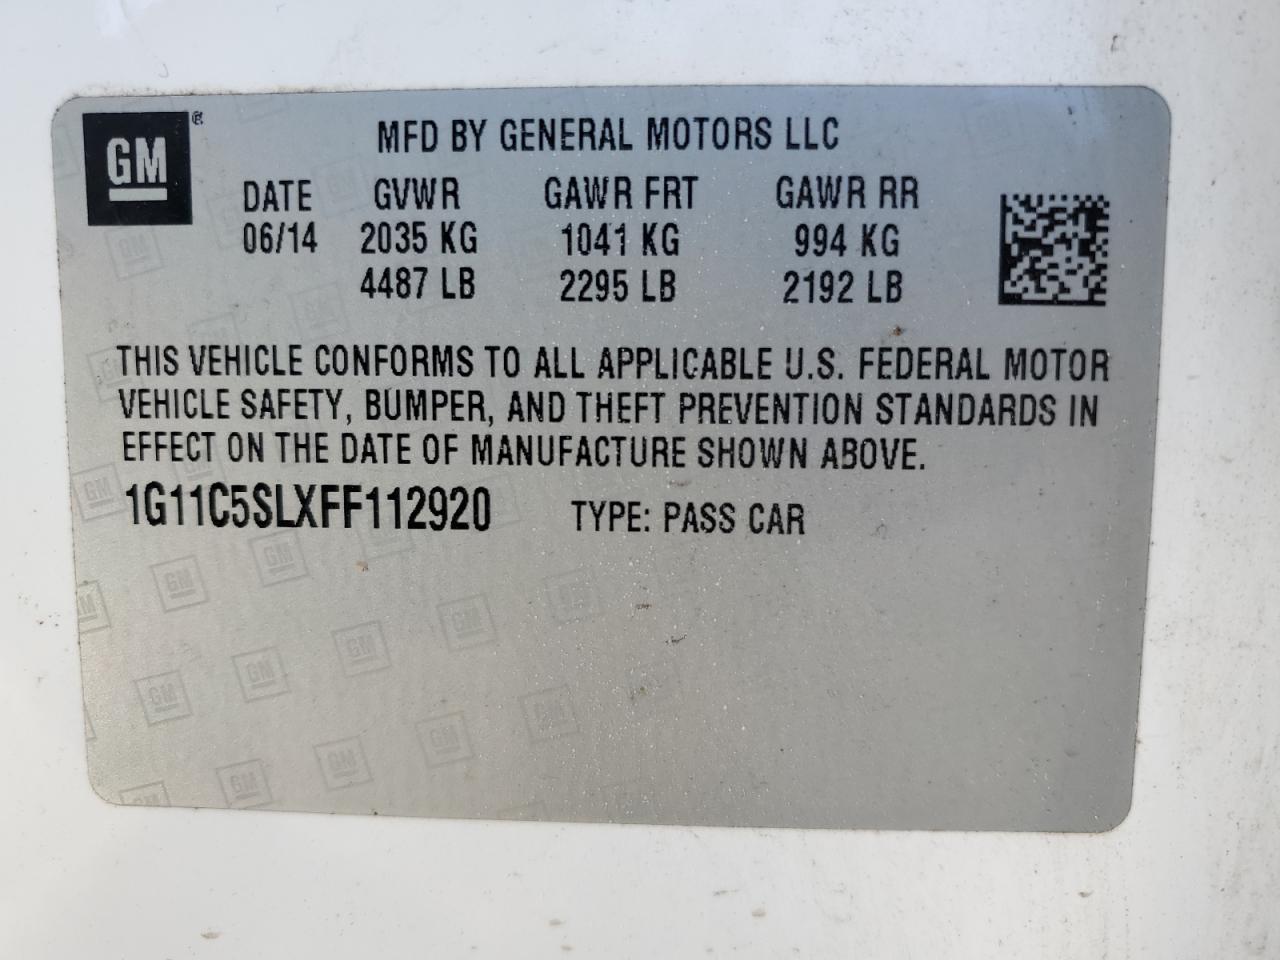 GM ®
MFD BY GENERAL MOTORS LLC
DATE GVWR GAWR FRT GAWR RR
06/14 2035 KG 1041 KG 994 KG
4487 LB 2295 LB 2192 LB
THIS VEHICLE CONFORMS TO ALL APPLICABLE U.S. FEDERAL MOTOR
VEHICLE SAFETY, BUMPER, AND THEFT PREVENTION STANDARDS IN
EFFECT ON THE DATE OF MANUFACTURE SHOWN ABOVE.
1G11C5SLXFF112920 TYPE: PASS CAR